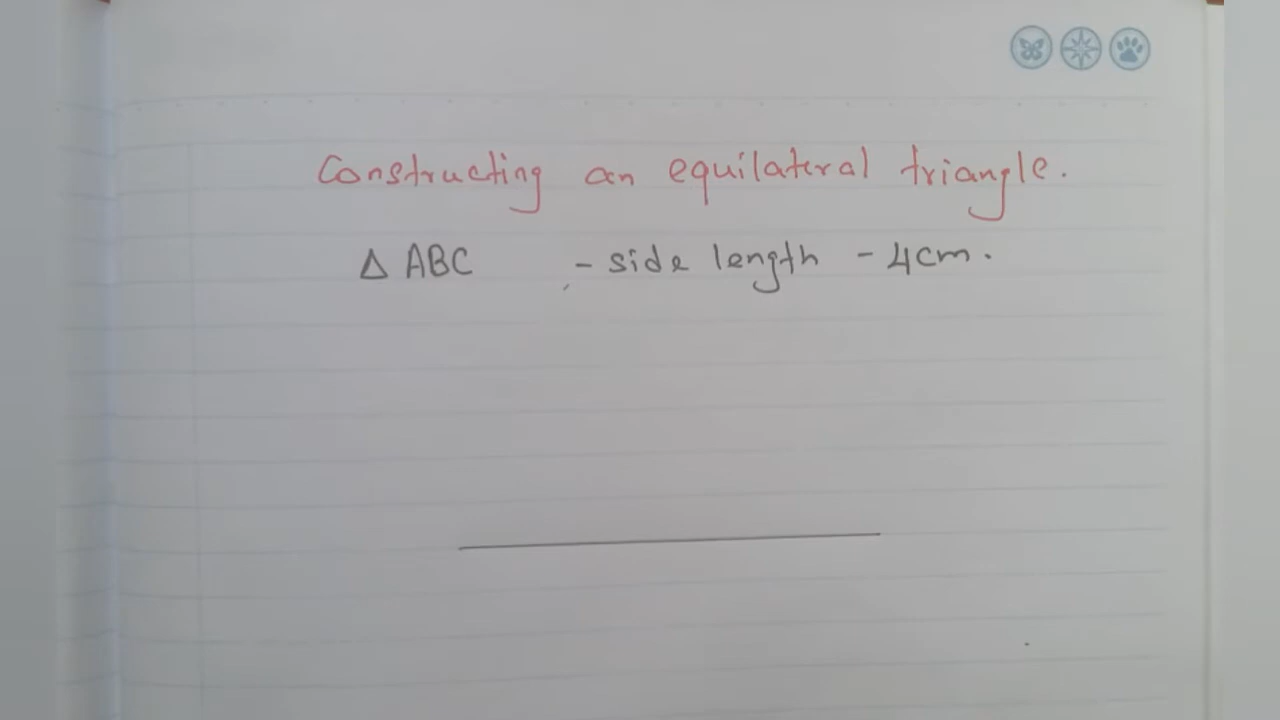 Constructing an equilateral triangle.
Δ ABC - side length - 4cm.